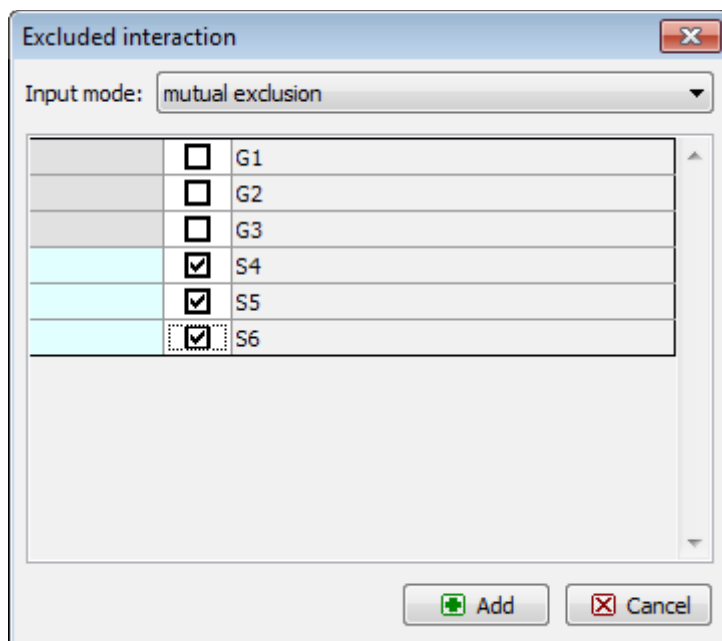 Excluded interaction
Input mode: mutual exclusion
G1
G2
G3
S4
S5
S6
Add Cancel